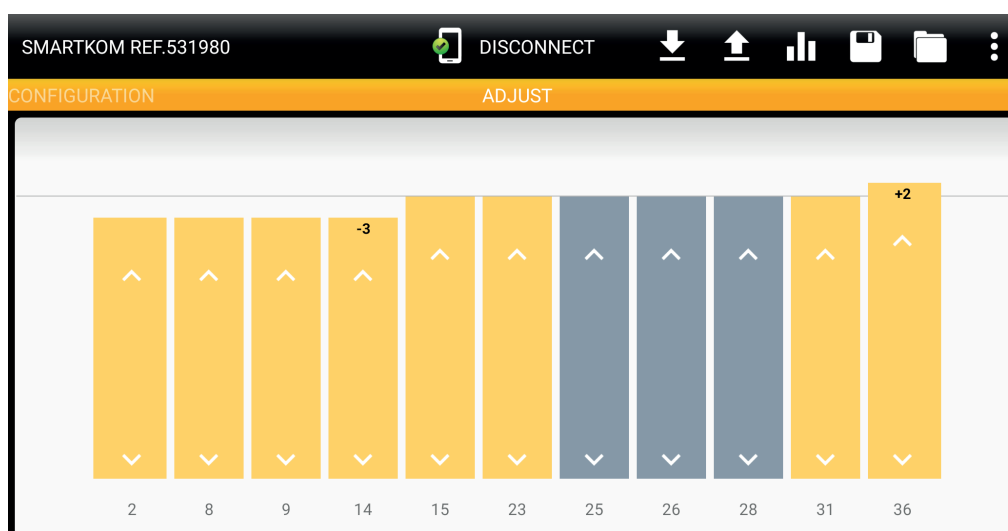 SMARTKOM REF.531980 DISCONNECT
CONFIGURATION ADJUST
+2
-3
2 8 9 14 15 23 25 26 28 31 36